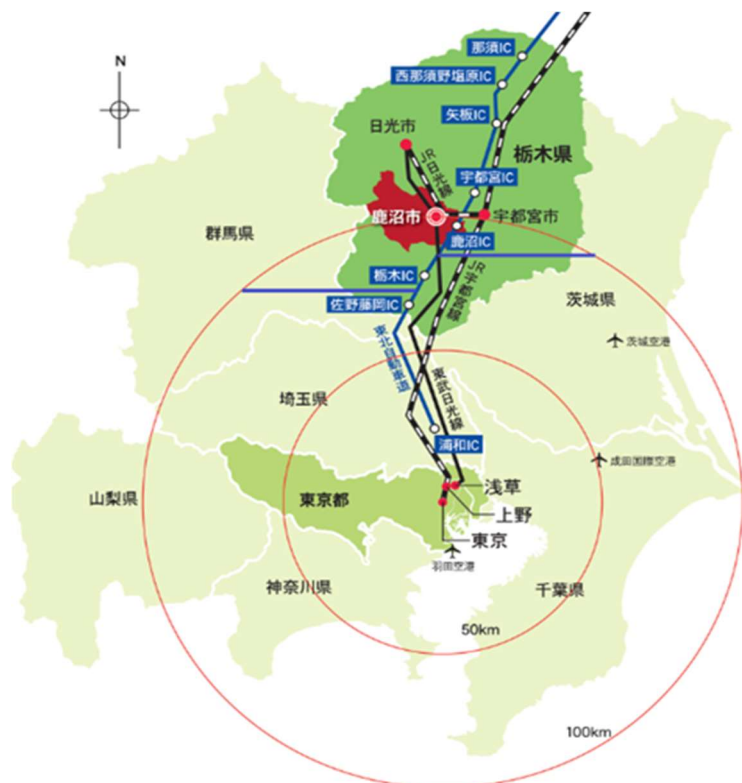 那須IC
N
西那須野塩原IC
矢板IC
日光市
栃木県
JR日光線
宇都宮IC
鹿沼市
宇都宮市
群馬県
鹿沼IC
栃木IC
JR宇都宮線
佐野藤岡IC
茨城県
東北自動車道
茨城空港
東武日光線
埼玉県
浦和IC
成田国際空港
山梨県
東京都
浅草
上野
東京
羽田空港
神奈川県
千葉県
50km
100km